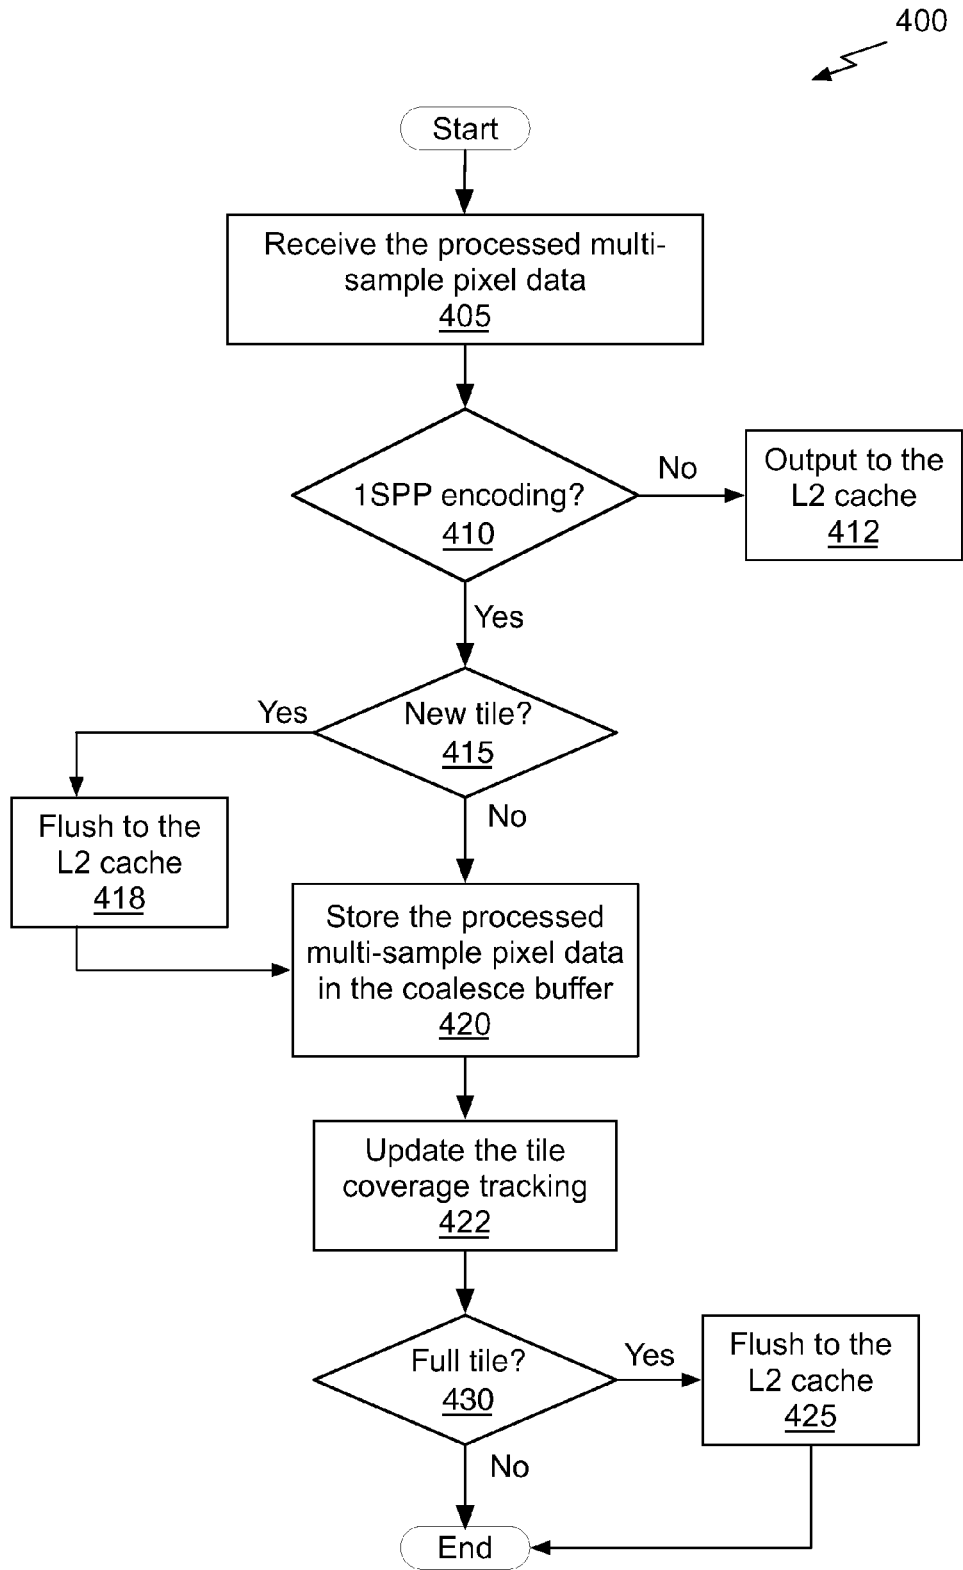 400
Start
Receive the processed multi-
sample pixel data
405
1SPP encoding?
410
No
Output to the
L2 cache
412
Yes
New tile?
415
Yes
No
Flush to the
L2 cache
418
Store the processed
multi-sample pixel data
in the coalesce buffer
420
Update the tile
coverage tracking
422
Full tile?
430
Yes
Flush to the
L2 cache
425
No
End